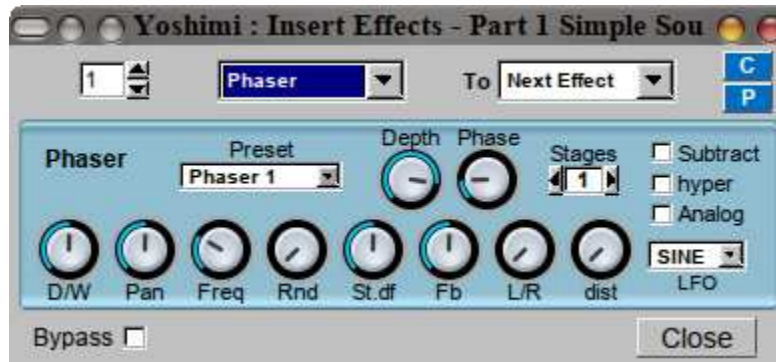 Yoshimi : Insert Effects - Part 1 Simple Sou
1 Phaser To Next Effect C
P
Phaser Preset Depth Phase Stages Subtract
Phaser 1 1 hyper
Analog
SINE
D/W Pan Freq Rnd St.df Fb L/R dist LFO
Bypass Close